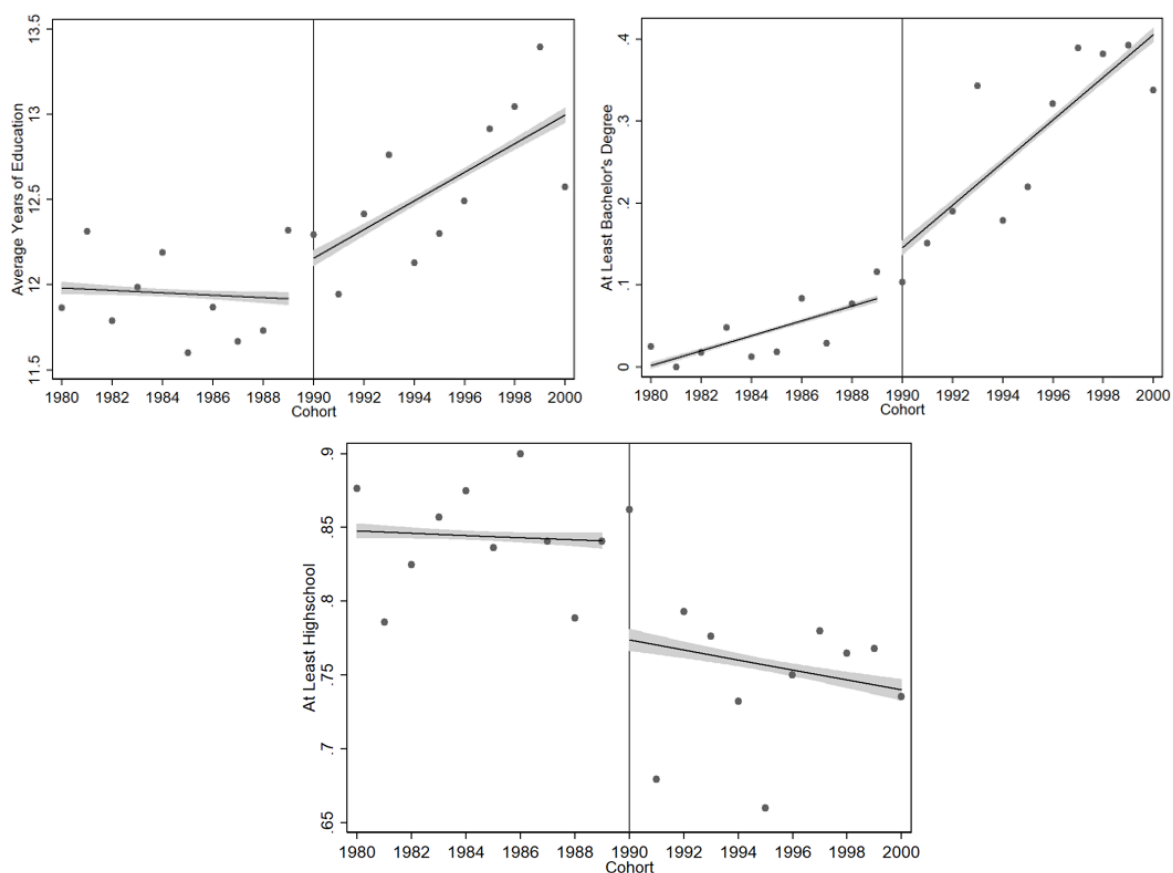 Average Years of Education
13.5
13
12.5
12
11.5
1980 1982 1984 1986 1988 1990 1992 1994 1996 1998 2000
Cohort
At Least Bachelor's Degree
.4
.3
.2
.1
0
1980 1982 1984 1986 1988 1990 1992 1994 1996 1998 2000
Cohort
At Least Highschool
.9
.85
.8
.75
.7
.65
1980 1982 1984 1986 1988 1990 1992 1994 1996 1998 2000
Cohort